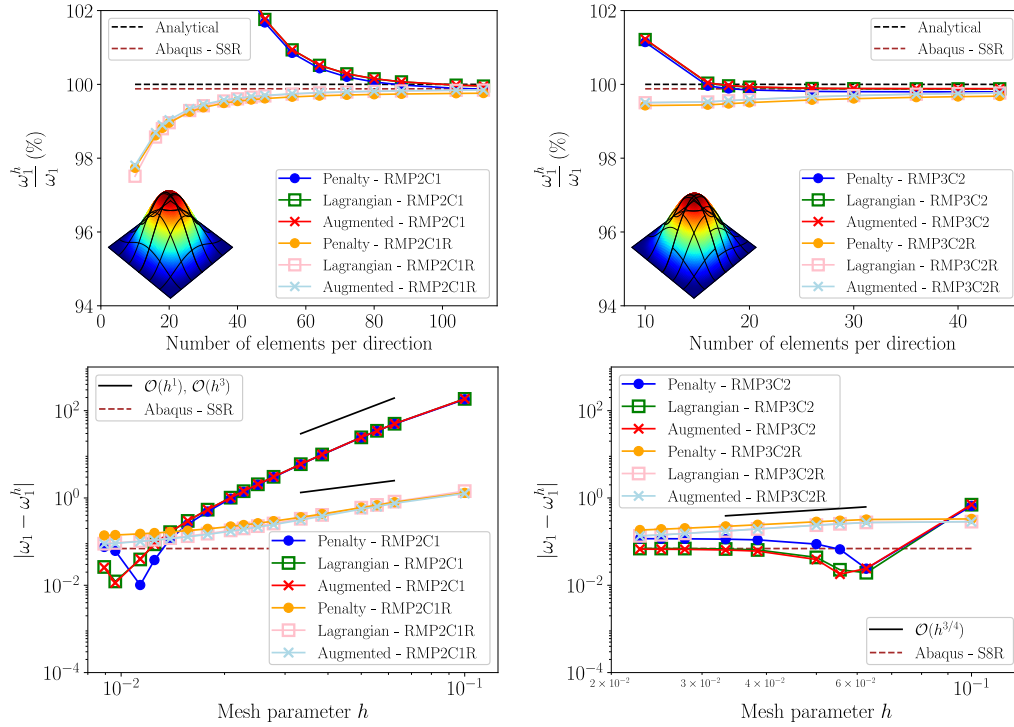 102
100
98
96
94
ω₁ʰ/ω₁ (%)
Analytical
Abaqus - S8R
Penalty - RMP2C1
Lagrangian - RMP2C1
Augmented - RMP2C1
Penalty - RMP2C1R
Lagrangian - RMP2C1R
Augmented - RMP2C1R
0 20 40 60 80 100
Number of elements per direction
102
100
98
96
94
ω₁ʰ/ω₁ (%)
Analytical
Abaqus - S8R
Penalty - RMP3C2
Lagrangian - RMP3C2
Augmented - RMP3C2
Penalty - RMP3C2R
Lagrangian - RMP3C2R
Augmented - RMP3C2R
10 20 30 40
Number of elements per direction
10²
10⁰
10⁻²
10⁻⁴
|ω₁ − ω₁ʰ|
𝒪(h¹), 𝒪(h³)
Abaqus - S8R
Penalty - RMP2C1
Lagrangian - RMP2C1
Augmented - RMP2C1
Penalty - RMP2C1R
Lagrangian - RMP2C1R
Augmented - RMP2C1R
10⁻² 10⁻¹
Mesh parameter h
10²
10⁰
10⁻²
10⁻⁴
|ω₁ − ω₁ʰ|
Penalty - RMP3C2
Lagrangian - RMP3C2
Augmented - RMP3C2
Penalty - RMP3C2R
Lagrangian - RMP3C2R
Augmented - RMP3C2R
𝒪(h³ᐟ⁴)
Abaqus - S8R
2 × 10⁻² 3 × 10⁻² 4 × 10⁻² 6 × 10⁻² 10⁻¹
Mesh parameter h